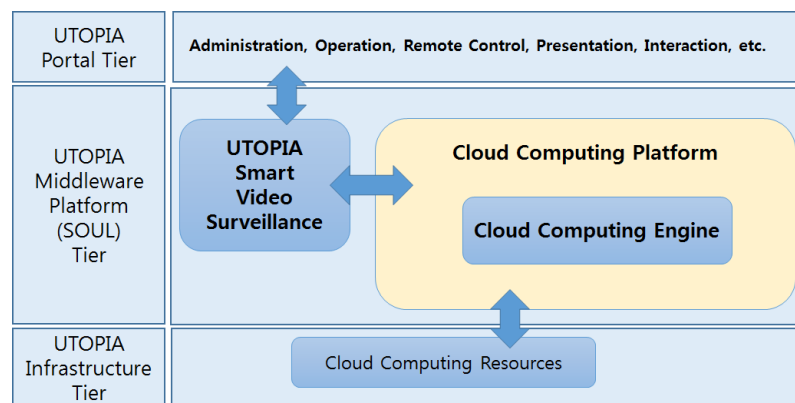 UTOPIA
Portal Tier
Administration, Operation, Remote Control, Presentation, Interaction, etc.
UTOPIA
Middleware
Platform
(SOUL)
Tier
UTOPIA
Smart
Video
Surveillance
Cloud Computing Platform
Cloud Computing Engine
UTOPIA
Infrastructure
Tier
Cloud Computing Resources